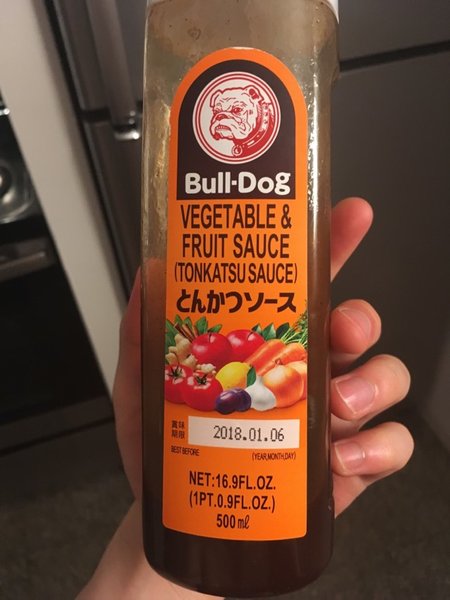 Bull-Dog
VEGETABLE &
FRUIT SAUCE
(TONKATSU SAUCE)
とんかつソース
賞味
期限
2018.01.06
BEST BEFORE (YEAR,MONTH,DAY)
NET:16.9FL.OZ.
(1PT.0.9FL.OZ.)
500ml